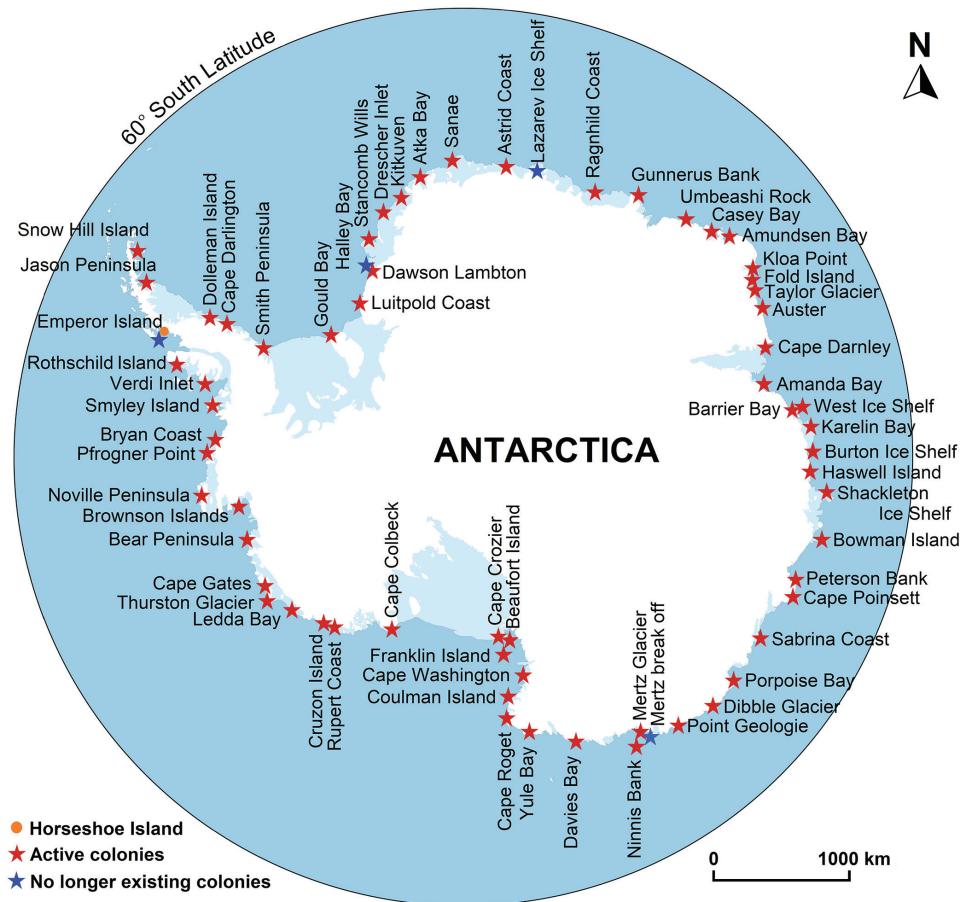 60° South Latitude
N
Snow Hill Island
Jason Peninsula
Dolleman Island
Cape Darlington
Smith Peninsula
Gould Bay
Halley Bay
Stancomb Wills
Drescher Inlet
Kitkuven
Atka Bay
Sanae
Astrid Coast
Lazarev Ice Shelf
Ragnhild Coast
Gunnerus Bank
Umbeashi Rock
Casey Bay
Amundsen Bay
Kloa Point
Fold Island
Taylor Glacier
Auster
Cape Darnley
Amanda Bay
Barrier Bay
West Ice Shelf
Karelin Bay
Burton Ice Shelf
Haswell Island
Shackleton
Ice Shelf
Bowman Island
Peterson Bank
Cape Poinsett
Sabrina Coast
Porpoise Bay
Dibble Glacier
Point Geologie
Mertz break off
Mertz Glacier
Ninnis Bank
Davies Bay
Yule Bay
Cape Roget
Coulman Island
Cape Washington
Franklin Island
Beaufort Island
Cape Crozier
Cape Colbeck
Rupert Coast
Cruzon Island
Ledda Bay
Thurston Glacier
Cape Gates
Bear Peninsula
Brownson Islands
Noville Peninsula
Pfrogner Point
Bryan Coast
Smyley Island
Verdi Inlet
Rothschild Island
Emperor Island
Dawson Lambton
Luitpold Coast
ANTARCTICA
Horseshoe Island
Active colonies
No longer existing colonies
0 1000 km